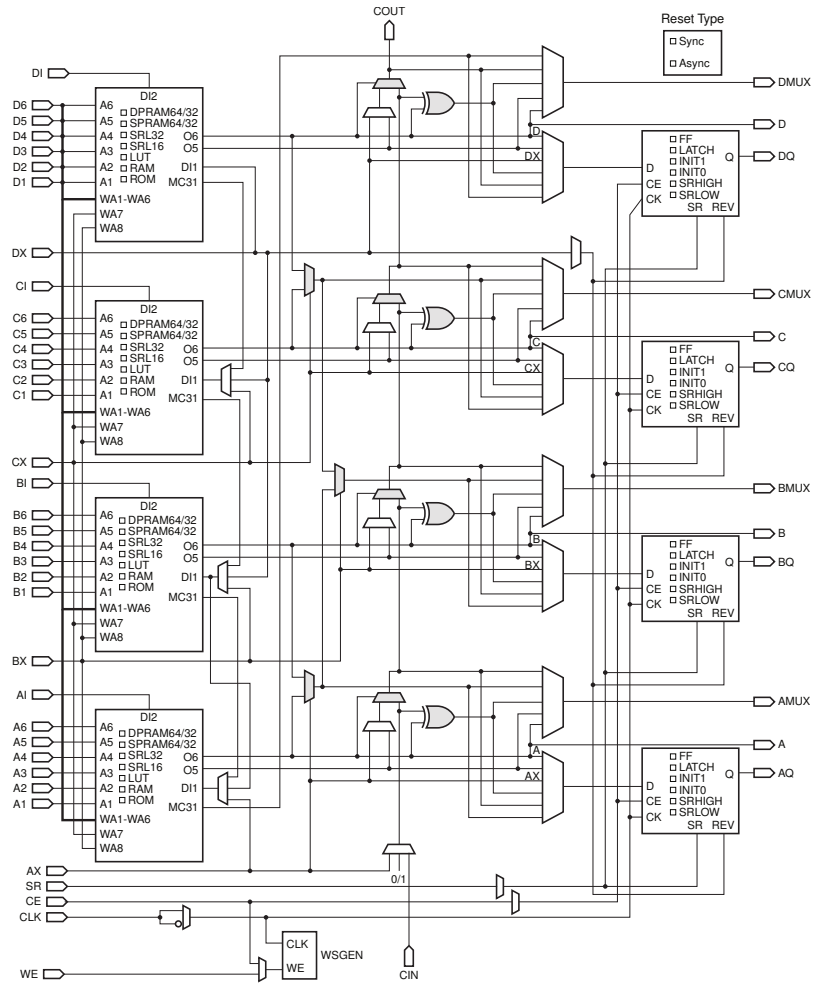 COUT
Reset Type
Sync
Async
DI
DI2
D6
D5
D4
D3
D2
D1
A6
A5
A4
A3
A2
A1
WA1-WA6
WA7
WA8
DPRAM64/32
SPRAM64/32
SRL32
SRL16
LUT
RAM
ROM
O6
O5
DI1
MC31
DMUX
D
D
DX
DQ
D
CE
CK
FF
LATCH
INIT1
INIT0
SRHIGH
SRLOW
SR REV
Q
DX
CI
DI2
C6
C5
C4
C3
C2
C1
A6
A5
A4
A3
A2
A1
WA1-WA6
WA7
WA8
DPRAM64/32
SPRAM64/32
SRL32
SRL16
LUT
RAM
ROM
O6
O5
DI1
MC31
CMUX
C
C
CX
CQ
D
CE
CK
FF
LATCH
INIT1
INIT0
SRHIGH
SRLOW
SR REV
Q
CX
BI
DI2
B6
B5
B4
B3
B2
B1
A6
A5
A4
A3
A2
A1
WA1-WA6
WA7
WA8
DPRAM64/32
SPRAM64/32
SRL32
SRL16
LUT
RAM
ROM
O6
O5
DI1
MC31
BMUX
B
B
BX
BQ
D
CE
CK
FF
LATCH
INIT1
INIT0
SRHIGH
SRLOW
SR REV
Q
BX
AI
DI2
A6
A5
A4
A3
A2
A1
A6
A5
A4
A3
A2
A1
WA1-WA6
WA7
WA8
DPRAM64/32
SPRAM64/32
SRL32
SRL16
LUT
RAM
ROM
O6
O5
DI1
MC31
AMUX
A
A
AX
AQ
D
CE
CK
FF
LATCH
INIT1
INIT0
SRHIGH
SRLOW
SR REV
Q
AX
0/1
SR
CE
CLK
CLK
WE
WSGEN
WE
CIN